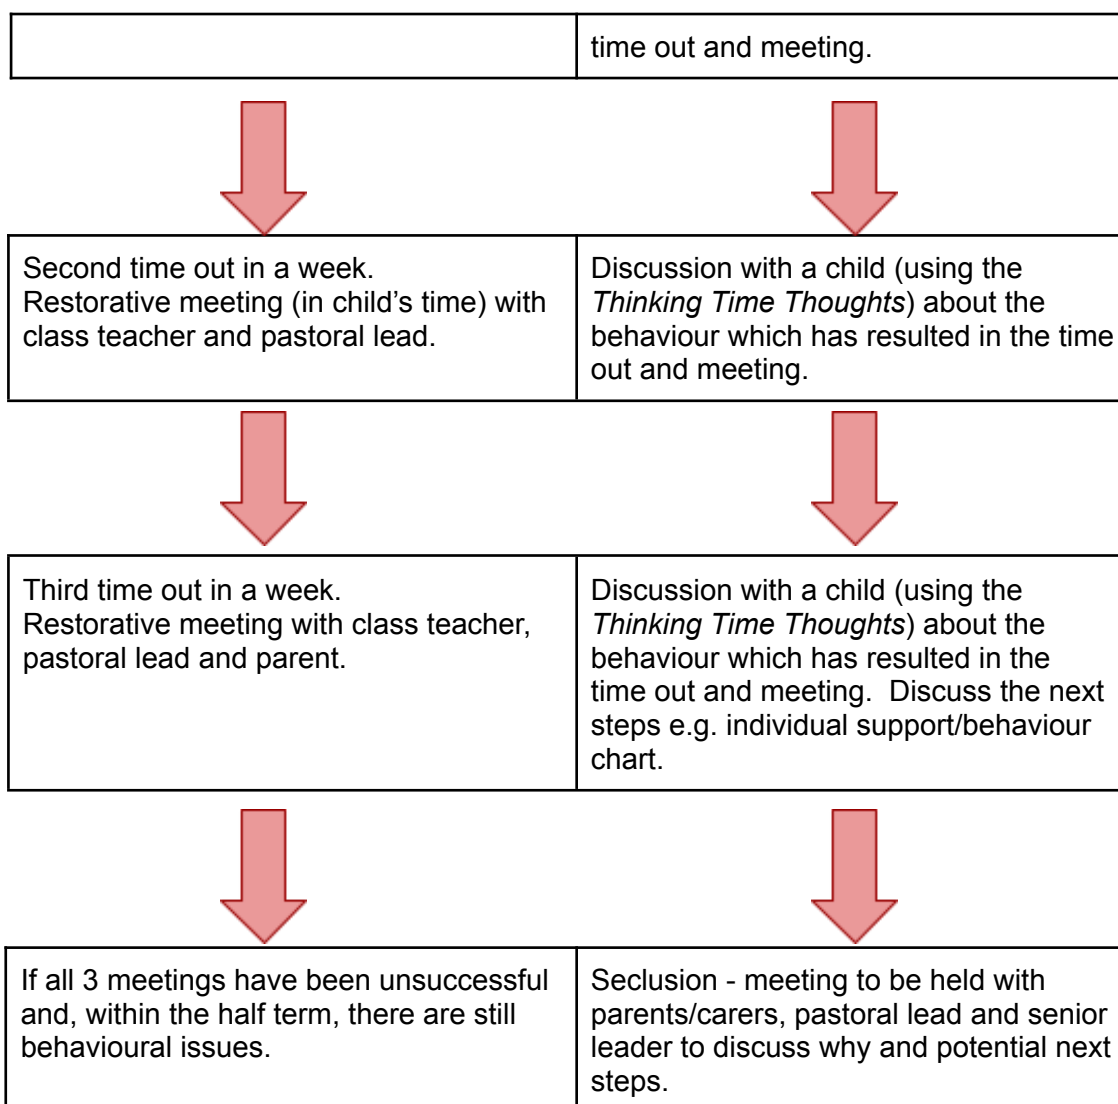 time out and meeting.
Second time out in a week.
Restorative meeting (in child's time) with
class teacher and pastoral lead.
Discussion with a child (using the
Thinking Time Thoughts) about the
behaviour which has resulted in the time
out and meeting.
Third time out in a week.
Restorative meeting with class teacher,
pastoral lead and parent.
Discussion with a child (using the
Thinking Time Thoughts) about the
behaviour which has resulted in the
time out and meeting.  Discuss the next
steps e.g. individual support/behaviour
chart.
If all 3 meetings have been unsuccessful
and, within the half term, there are still
behavioural issues.
Seclusion - meeting to be held with
parents/carers, pastoral lead and senior
leader to discuss why and potential next
steps.